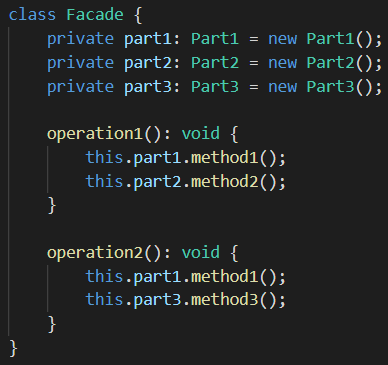 class Facade {
    private part1: Part1 = new Part1();
    private part2: Part2 = new Part2();
    private part3: Part3 = new Part3();

    operation1(): void {
        this.part1.method1();
        this.part2.method2();
    }

    operation2(): void {
        this.part1.method1();
        this.part3.method3();
    }
}